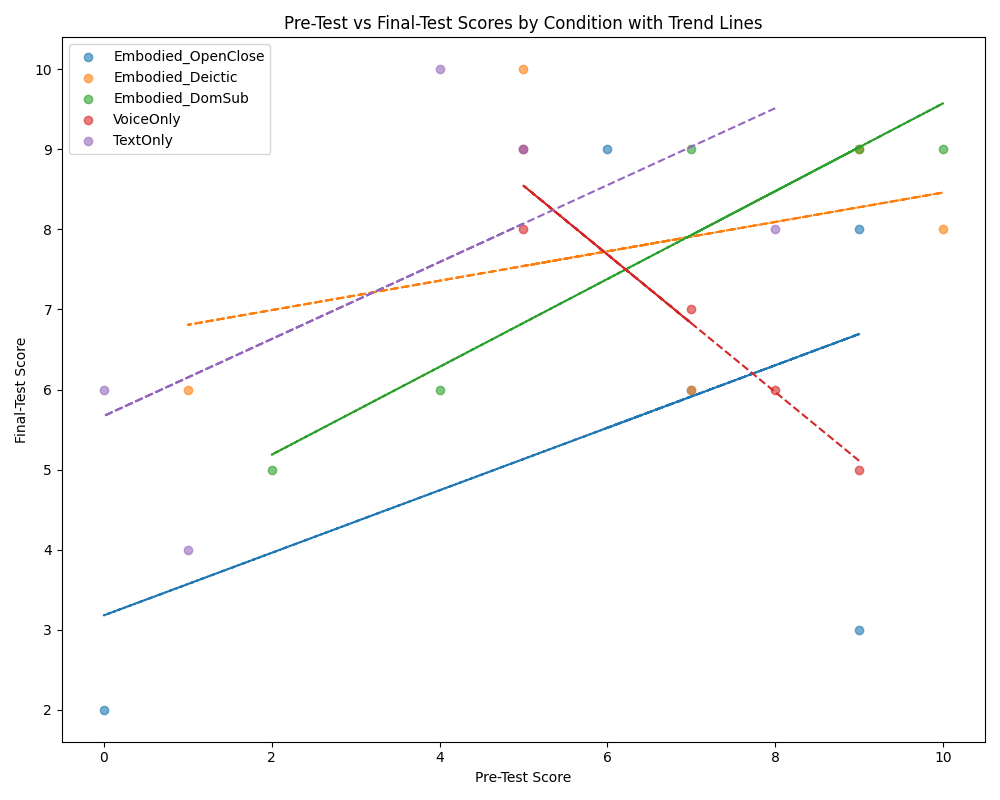 Pre-Test vs Final-Test Scores by Condition with Trend Lines
Embodied_OpenClose
Embodied_Deictic
Embodied_DomSub
VoiceOnly
TextOnly
10
9
8
7
6
5
4
3
2
Final-Test Score
0 2 4 6 8 10
Pre-Test Score